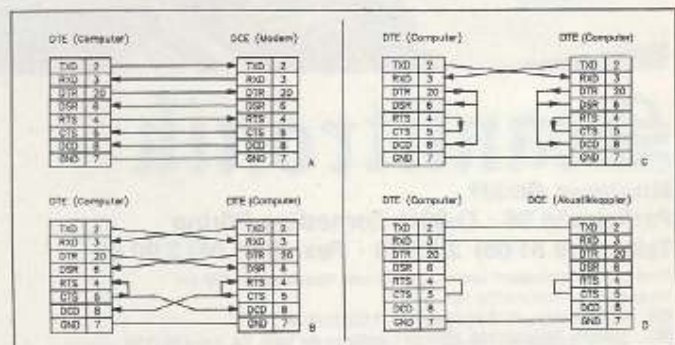 DTE (Computer) DCE (Modem)
TXD 2 TXD 2
RXD 3 RXD 3
DTR 20 DTR 20
DSR 6 DSR 6
RTS 4 RTS 4
CTS 5 CTS 5
DCD 8 DCD 8
GND 7 GND 7
A
DTE (Computer) DTE (Computer)
TXD 2 TXD 2
RXD 3 RXD 3
DTR 20 DTR 20
DSR 6 DSR 6
RTS 4 RTS 4
CTS 5 CTS 5
DCD 8 DCD 8
GND 7 GND 7
C
DTE (Computer) DTE (Computer)
TXD 2 TXD 2
RXD 3 RXD 3
DTR 20 DTR 20
DSR 6 DSR 6
RTS 4 RTS 4
CTS 5 CTS 5
DCD 8 DCD 8
GND 7 GND 7
B
DTE (Computer) DCE (Akustikkoppler)
TXD 2 TXD 2
RXD 3 RXD 3
DTR 20 DTR 20
DSR 6 DSR 6
RTS 4 RTS 4
CTS 5 CTS 5
DCD 8 DCD 8
GND 7 GND 7
D